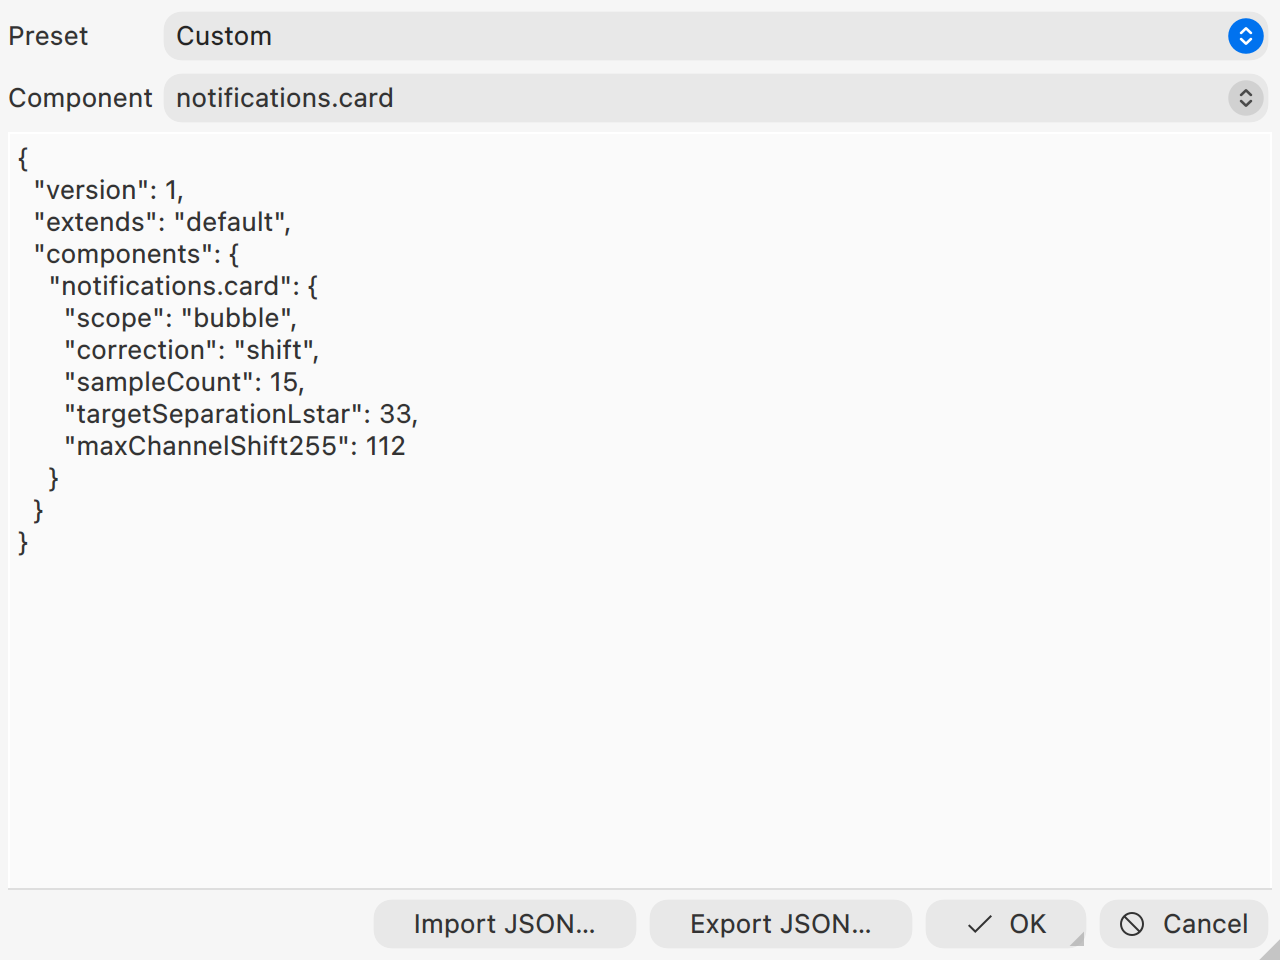 Preset Custom
Component notifications.card
{
  "version": 1,
  "extends": "default",
  "components": {
    "notifications.card": {
      "scope": "bubble",
      "correction": "shift",
      "sampleCount": 15,
      "targetSeparationLstar": 33,
      "maxChannelShift255": 112
    }
  }
}
Import JSON... Export JSON... OK Cancel